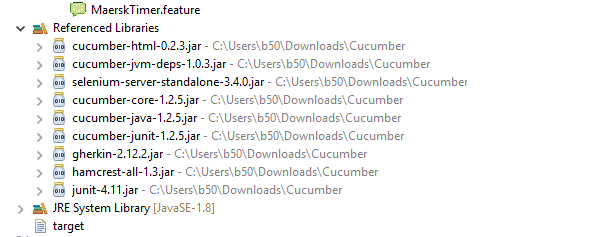 MaerskTimer.feature
Referenced Libraries
cucumber-html-0.2.3.jar - C:\Users\b50\Downloads\Cucumber
cucumber-jvm-deps-1.0.3.jar - C:\Users\b50\Downloads\Cucumber
selenium-server-standalone-3.4.0.jar - C:\Users\b50\Downloads\Cucumber
cucumber-core-1.2.5.jar - C:\Users\b50\Downloads\Cucumber
cucumber-java-1.2.5.jar - C:\Users\b50\Downloads\Cucumber
cucumber-junit-1.2.5.jar - C:\Users\b50\Downloads\Cucumber
gherkin-2.12.2.jar - C:\Users\b50\Downloads\Cucumber
hamcrest-all-1.3.jar - C:\Users\b50\Downloads\Cucumber
junit-4.11.jar - C:\Users\b50\Downloads\Cucumber
JRE System Library [JavaSE-1.8]
target